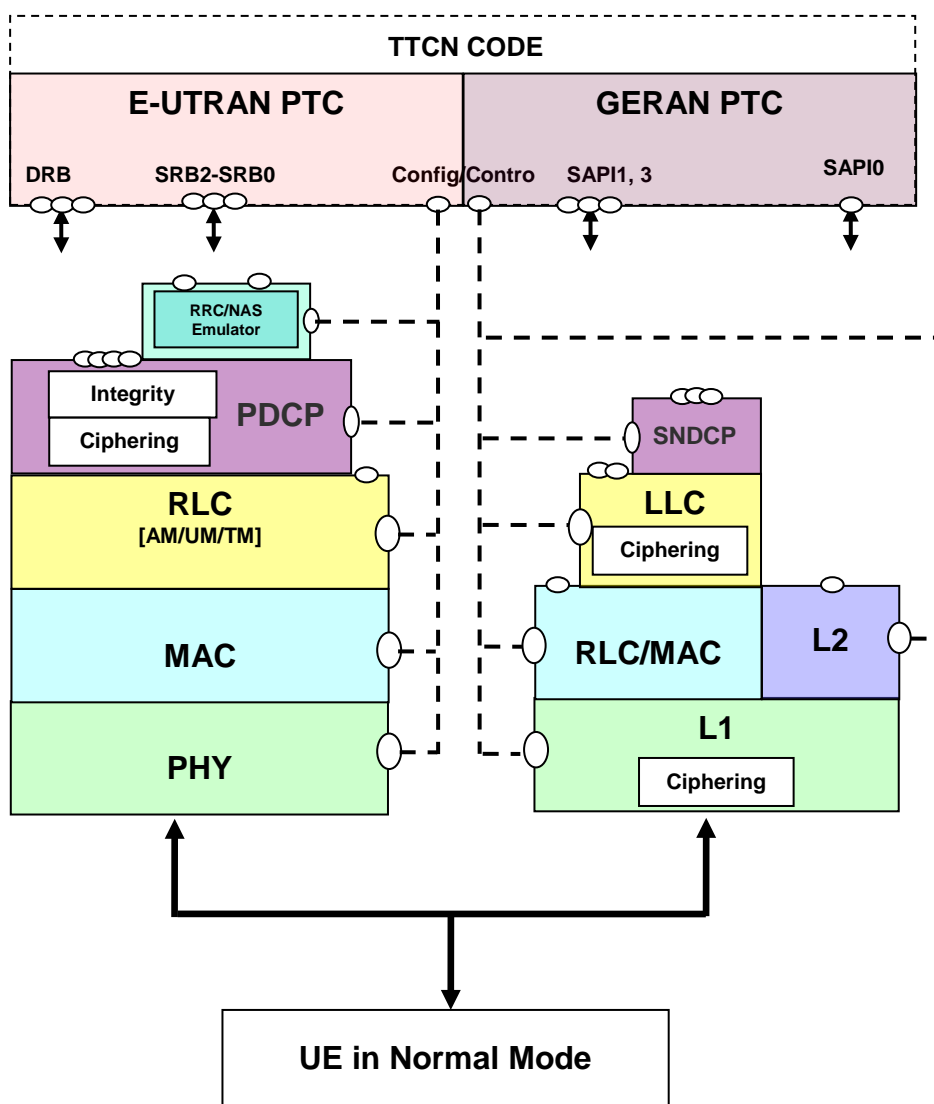 TTCN CODE
E-UTRAN PTC
GERAN PTC
DRB
SRB2-SRB0
Config/Contro
SAPI1, 3
SAPI0
RRC/NAS
Emulator
Integrity
Ciphering
PDCP
SNDCP
RLC
[AM/UM/TM]
LLC
Ciphering
MAC
RLC/MAC
L2
PHY
L1
Ciphering
UE in Normal Mode